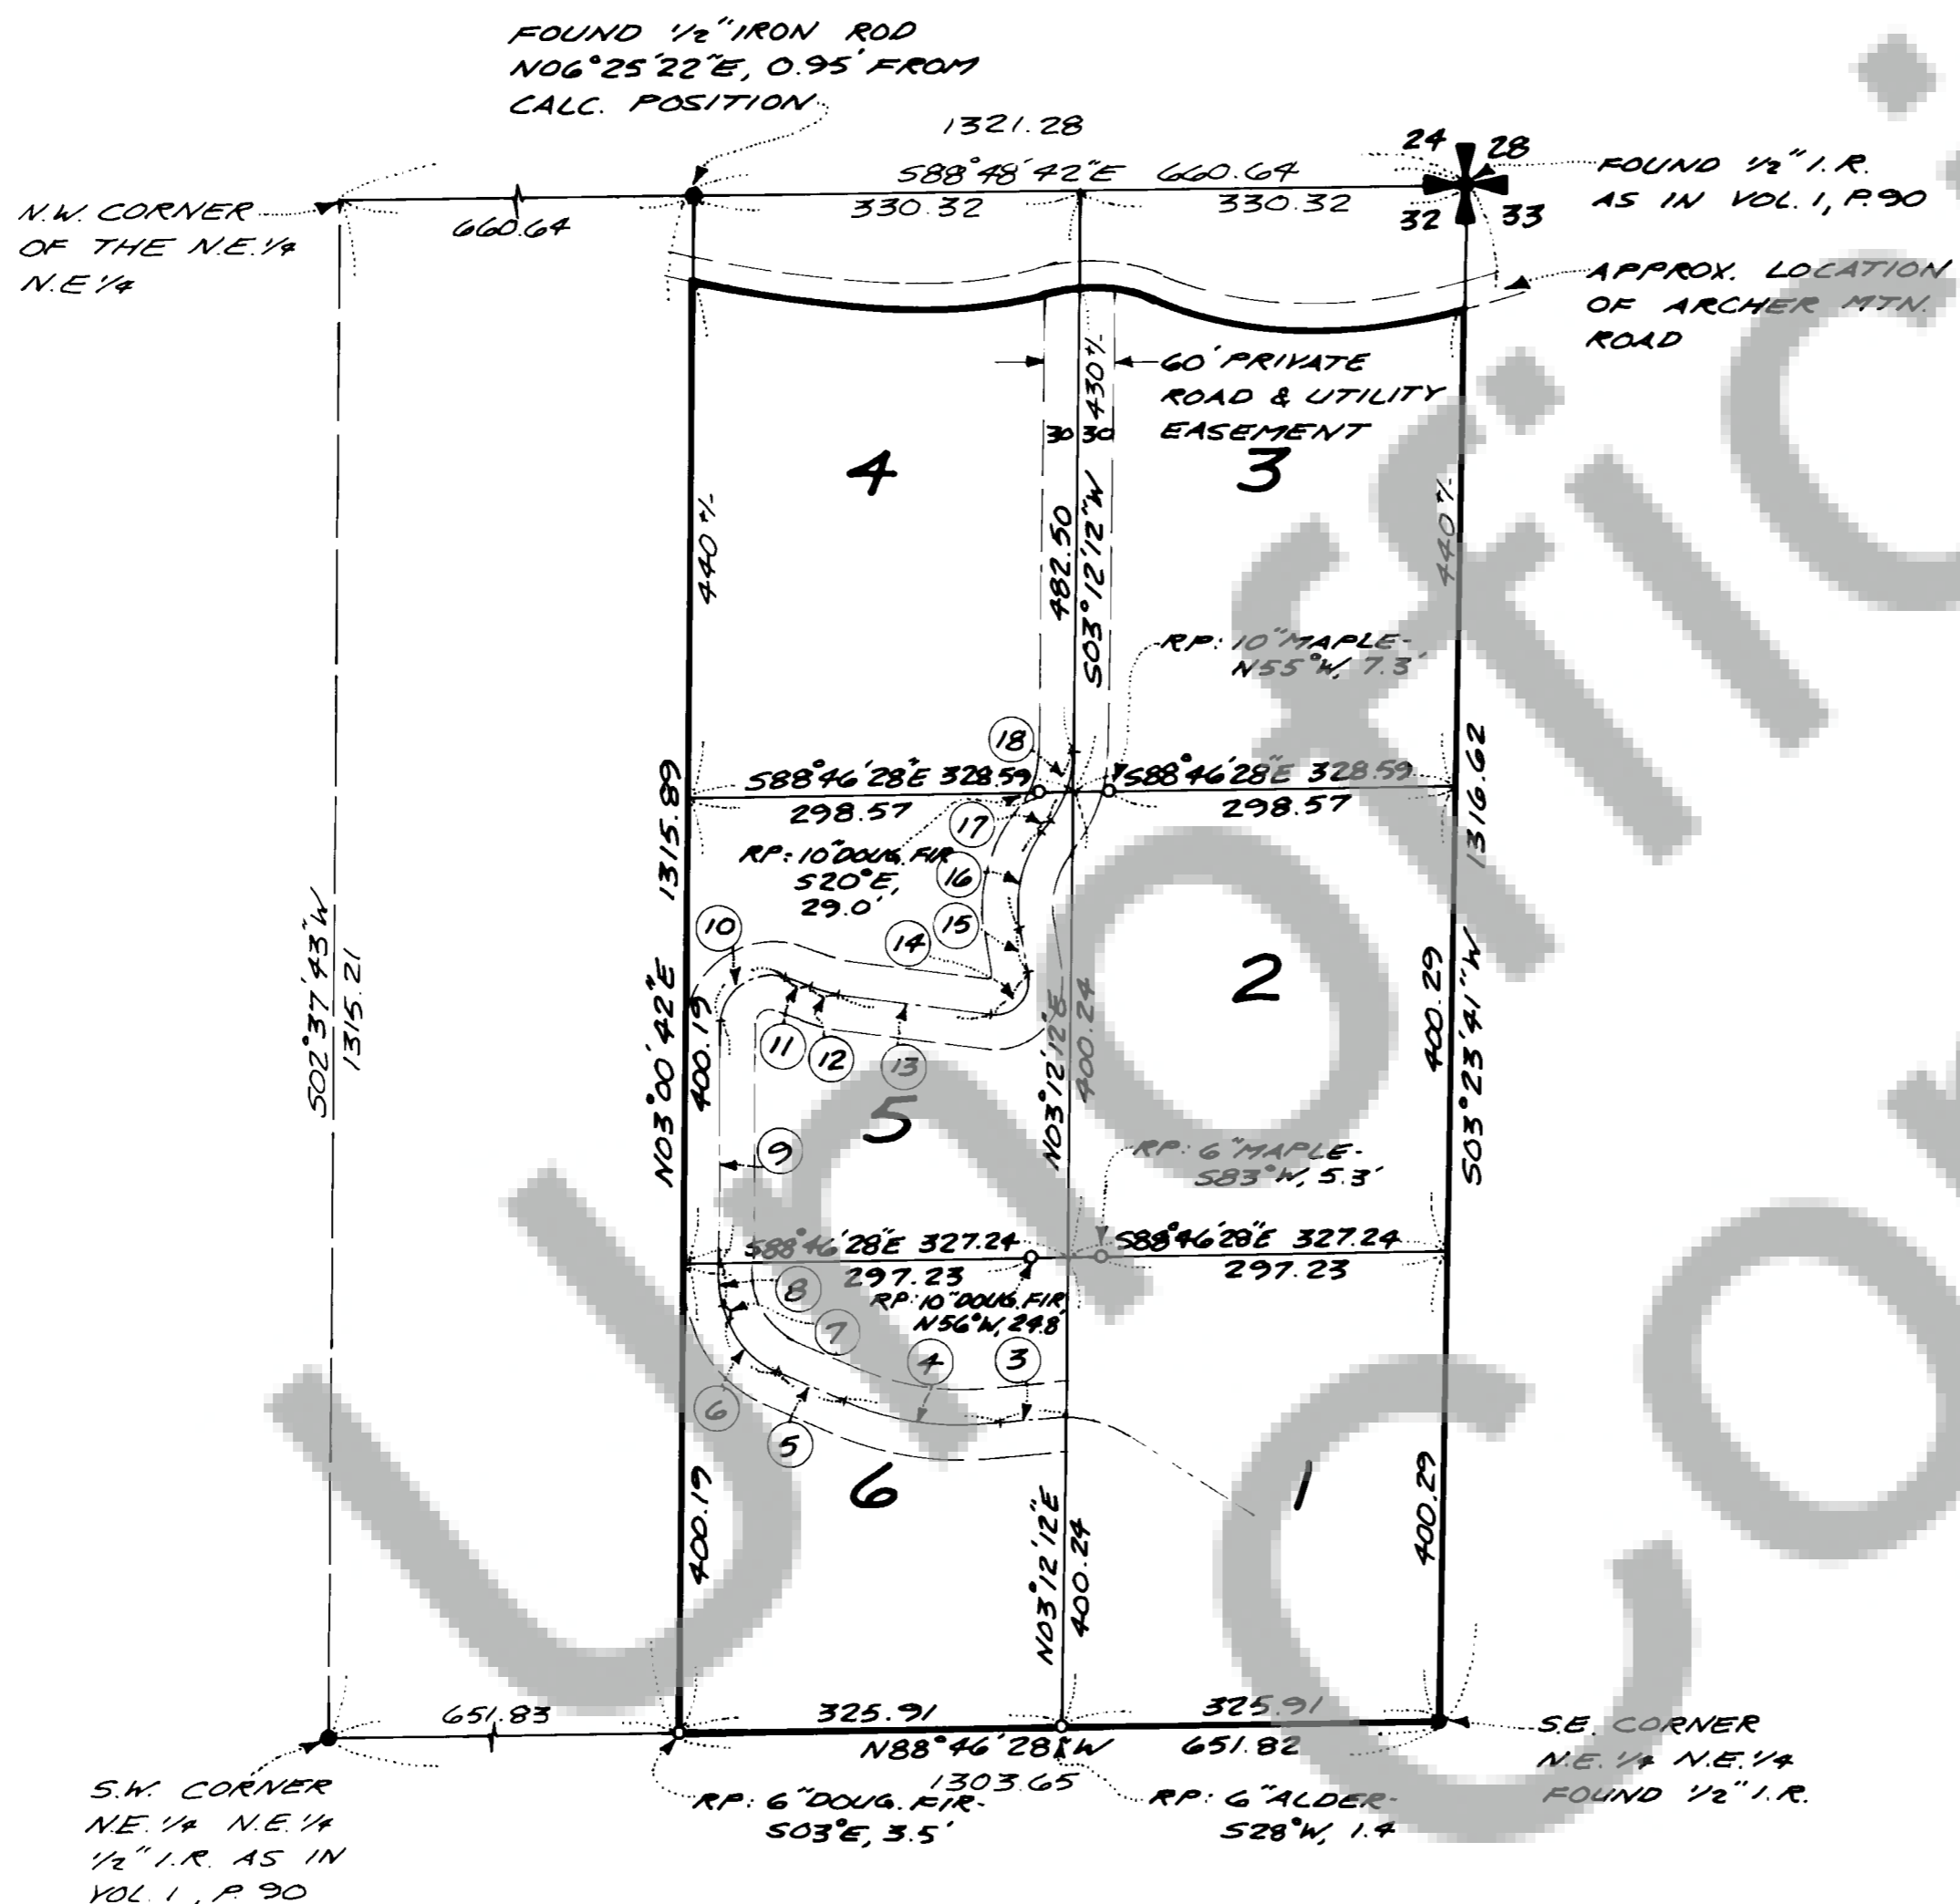 FOUND 1/2" IRON ROD
N06°25'22"E, 0.95' FROM
CALC. POSITION
1321.28
S88°48'42"E 660.64
24 28
32 33
FOUND 1/2" I.R.
AS IN VOL. 1, P. 90
N.W. CORNER
OF THE N.E. 1/4
N.E 1/4
660.64
330.32
330.32
APPROX. LOCATION
OF ARCHER MTN.
ROAD
60' PRIVATE
ROAD & UTILITY
EASEMENT
30 30
430 +/-
4
3
440 +/-
482.50
S03°12'12"W
440 +/-
RP: 10" MAPLE-
N55°W, 7.3'
18
S88°46'28"E 328.59
298.57
S88°46'28"E 328.59
298.57
17
RP: 10" DOUG. FIR
S20°E,
29.0'
16
15
14
10
1315.89
N03°00'42"E
400.19
1316.62
S03°23'41"W
400.29
S02°37'43"W
1315.21
2
11
12
13
5
N03°12'12"E
400.24
9
RP: 6" MAPLE-
S83°W, 5.3'
S88°46'28"E 327.24
297.23
S88°46'28"E 327.24
297.23
8
RP: 10" DOUG. FIR
N56°W, 24.8'
7
4
3
6
5
6
1
400.19
N03°12'12"E
400.24
400.29
651.83
325.91
325.91
N88°46'28"W
651.82
1303.65
S.W. CORNER
N.E. 1/4 N.E. 1/4
1/2" I.R. AS IN
VOL. 1, P. 90
RP: 6" DOUG. FIR-
S03°E, 3.5'
RP: 6" ALDER-
S28°W, 1.4
S.E. CORNER
N.E. 1/4 N.E. 1/4
FOUND 1/2" I.R.